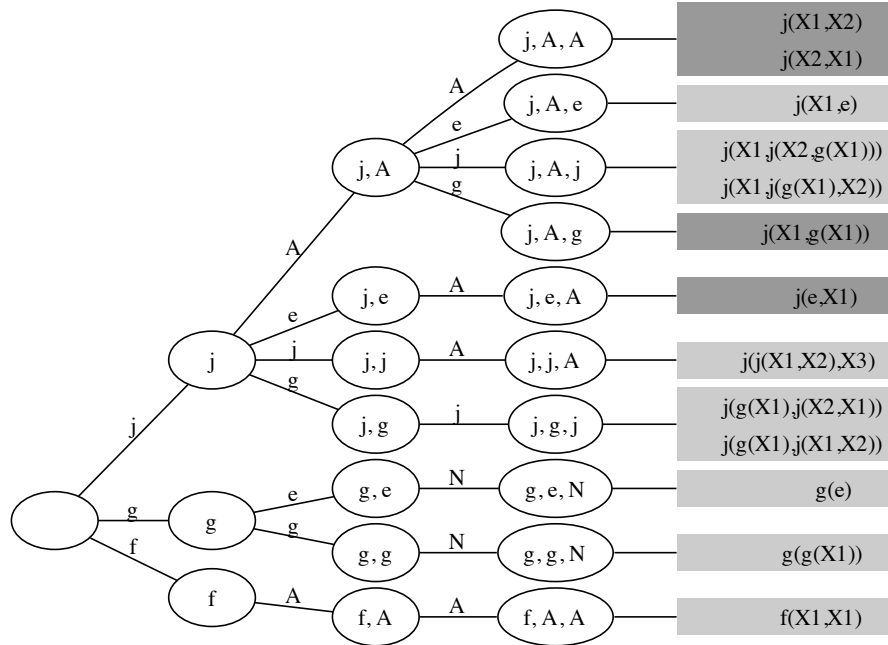 j, A, A
j(X1,X2)
j(X2,X1)
A
j, A, e
j(X1,e)
e
j, A
j
j, A, j
j(X1,j(X2,g(X1)))
j(X1,j(g(X1),X2))
g
j, A, g
j(X1,g(X1))
A
j, e
A
j, e, A
j(e,X1)
e
j
j
j, j
A
j, j, A
j(j(X1,X2),X3)
g
j, g
j
j, g, j
j(g(X1),j(X2,X1))
j(g(X1),j(X1,X2))
j
g, e
N
g, e, N
g(e)
e
g
g
g
g, g
N
g, g, N
g(g(X1))
f
f
A
f, A
A
f, A, A
f(X1,X1)